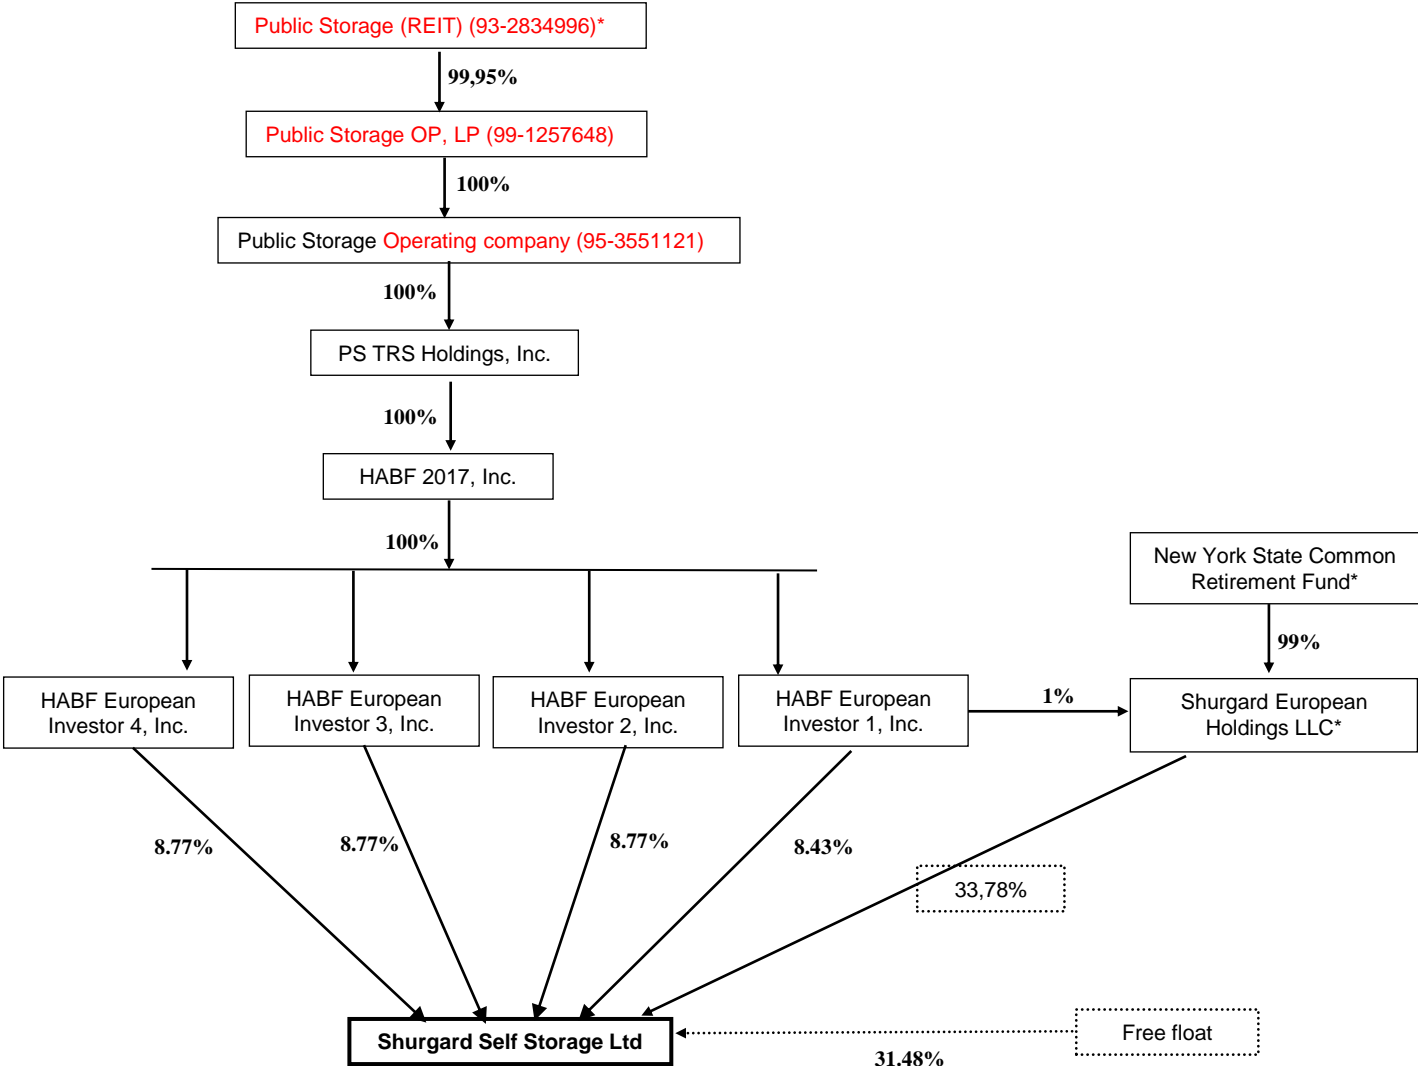 Public Storage (REIT) (93-2834996)*
99,95%
Public Storage OP, LP (99-1257648)
100%
Public Storage Operating company (95-3551121)
100%
PS TRS Holdings, Inc.
100%
HABF 2017, Inc.
100%
New York State Common
Retirement Fund*
99%
HABF European
Investor 4, Inc.
HABF European
Investor 3, Inc.
HABF European
Investor 2, Inc.
HABF European
Investor 1, Inc.
1%
Shurgard European
Holdings LLC*
8.77%
8.77%
8.77%
8.43%
33,78%
Shurgard Self Storage Ltd
31.48%
Free float